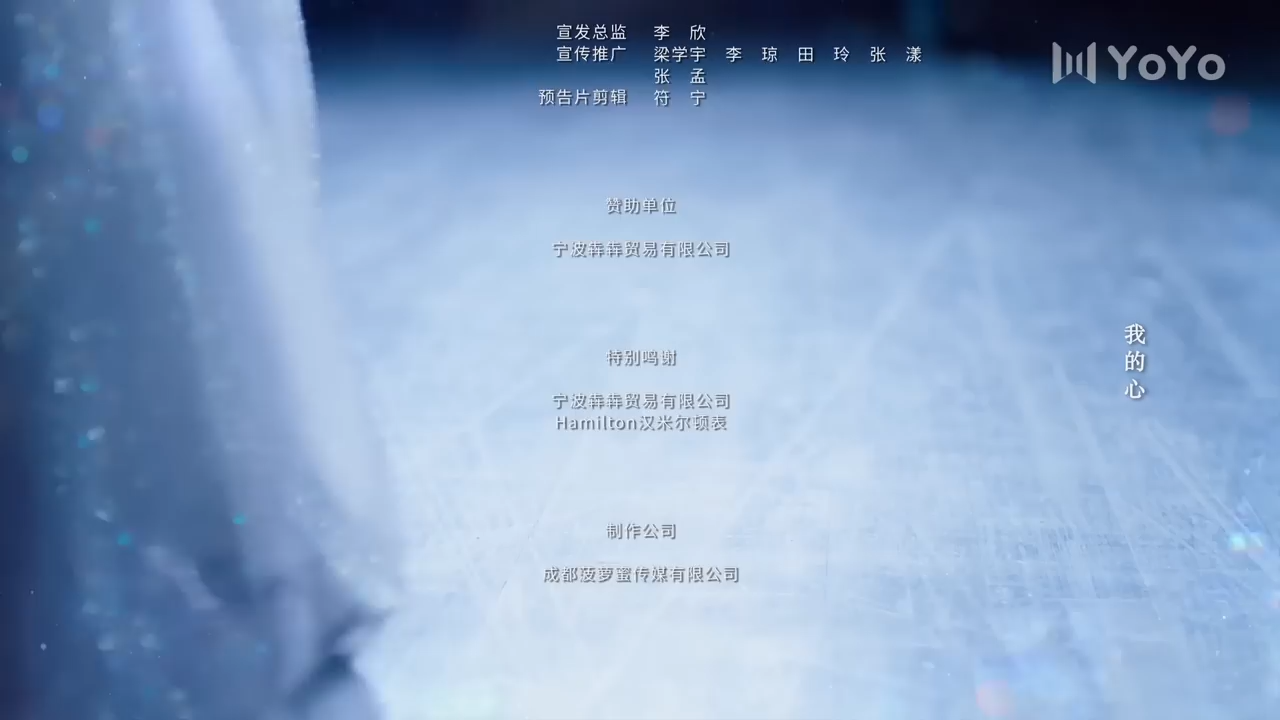 宣发总监 李 欣
宣传推广 梁学宇 李 琼 田 玲 张 漾
张 孟
预告片剪辑 符 宁
YoYo
赞助单位
宁波犇犇贸易有限公司
特别鸣谢
宁波犇犇贸易有限公司
Hamilton汉米尔顿表
制作公司
成都菠萝蜜传媒有限公司
我的心